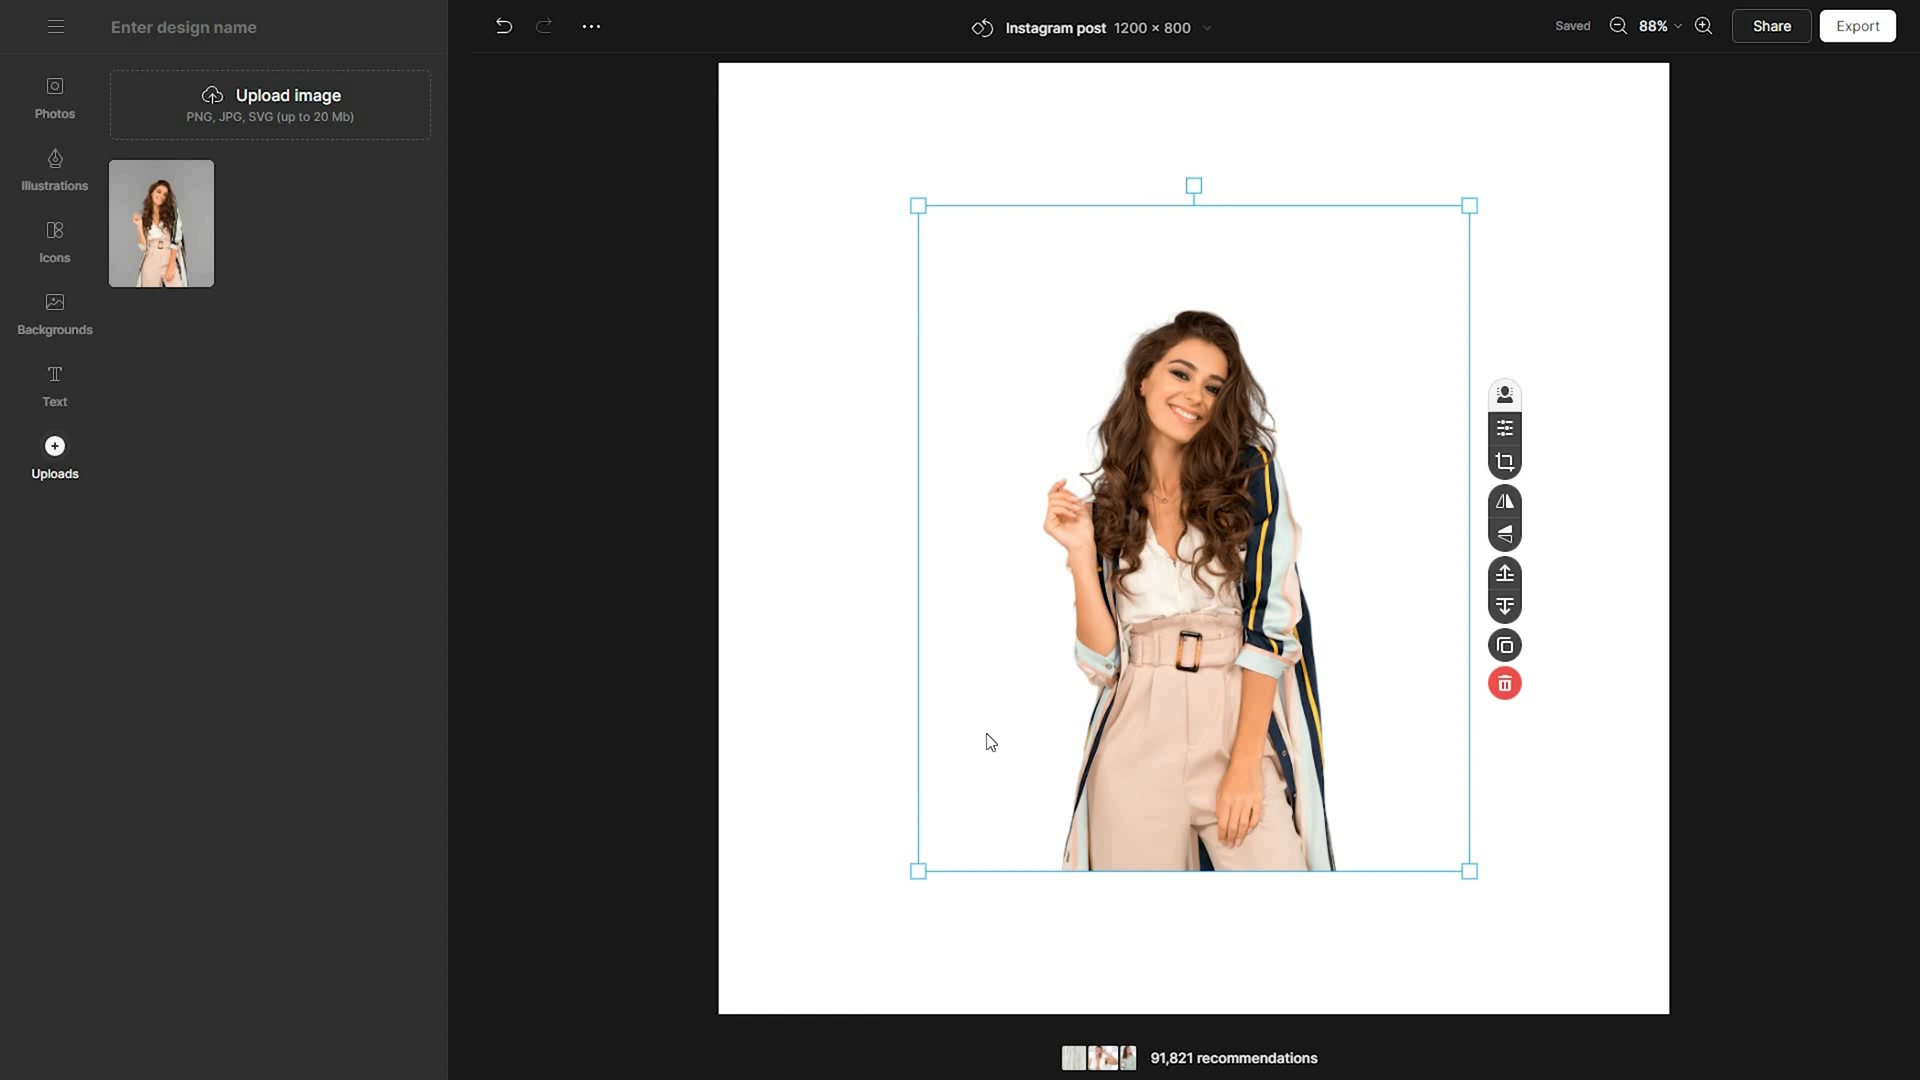 Enter design name
Instagram post 1200 × 800
Saved
88%
Share
Export
Photos
Upload image
PNG, JPG, SVG (up to 20 Mb)
Illustrations
Icons
Backgrounds
Text
Uploads
91,821 recommendations